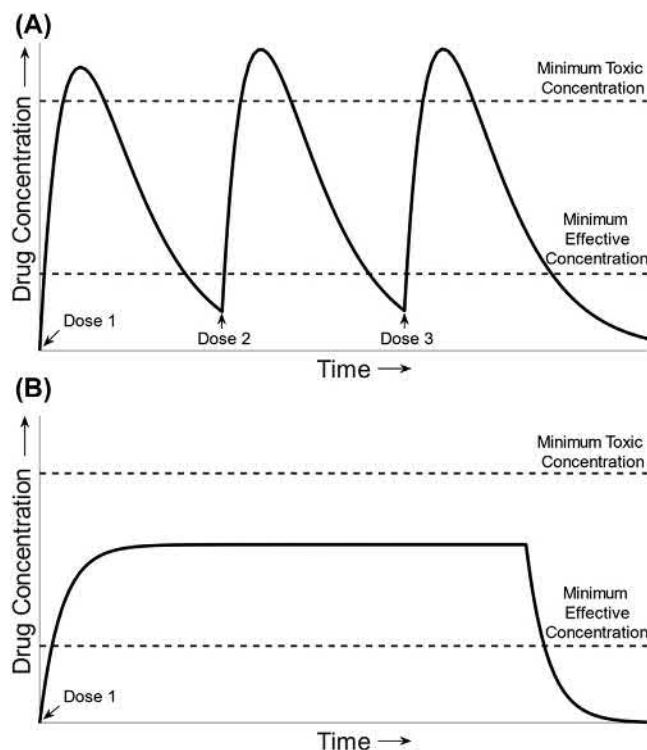 (A)
Drug Concentration
Minimum Toxic
Concentration
Minimum
Effective
Concentration
Dose 1
Dose 2
Dose 3
Time
(B)
Drug Concentration
Minimum Toxic
Concentration
Minimum
Effective
Concentration
Dose 1
Time